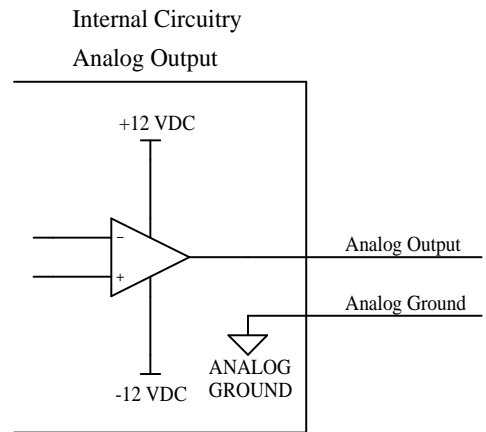 Internal Circuitry
Analog Output
+12 VDC
−
+
Analog Output
Analog Ground
ANALOG
GROUND
-12 VDC